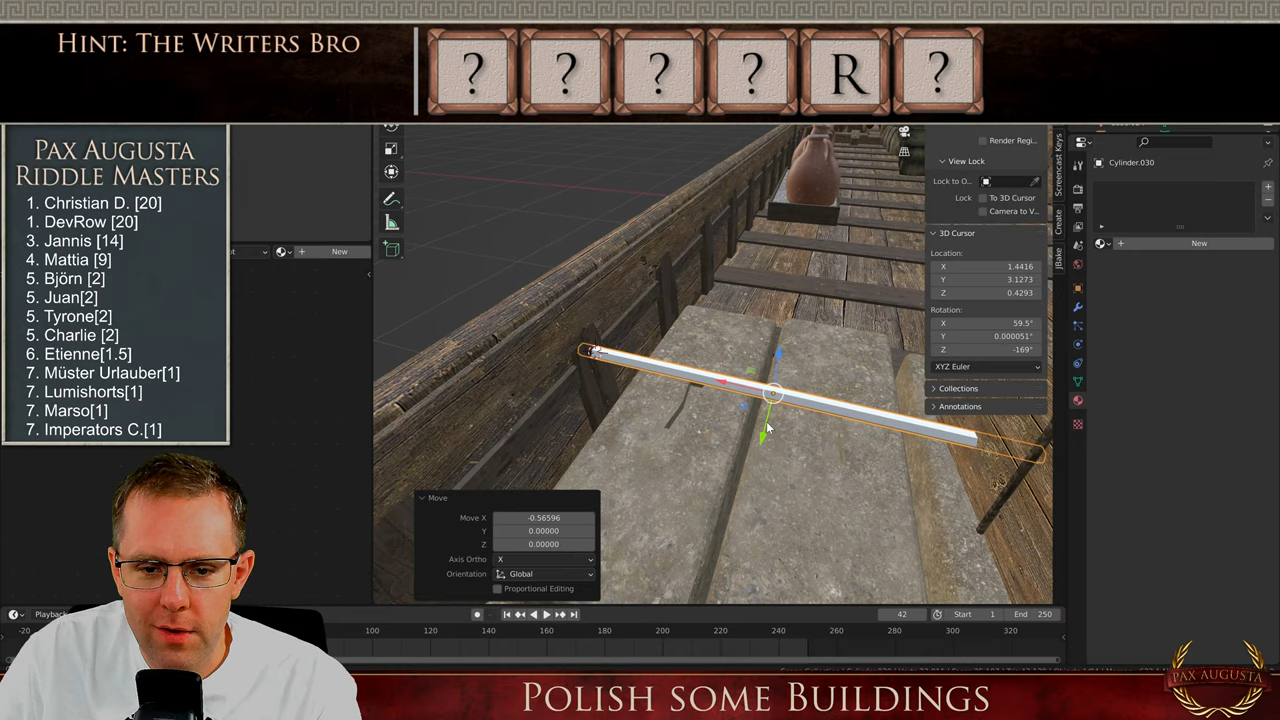 Hint: The Writers Bro
? ? ? ? R ?
Pax Augusta
Riddle Masters
1. Christian D. [20]
1. DevRow [20]
3. Jannis [14]
4. Mattia [9]
5. Björn [2]
5. Juan[2]
5. Tyrone[2]
5. Charlie [2]
6. Etienne[1.5]
7. Müster Urlauber[1]
7. Lumishorts[1]
7. Marso[1]
7. Imperators C.[1]
New
Render Regi...
View Lock
Lock to O...
Lock To 3D Cursor
Camera to V...
3D Cursor
Location:
X 1.4416
Y 3.1273
Z 0.4293
Rotation:
X 59.5°
Y 0.000051°
Z -169°
XYZ Euler
Collections
Annotations
Screencast Keys
Create
JBake
Cylinder.030
New
Move
Move X -0.56596
Y 0.00000
Z 0.00000
Axis Ortho X
Orientation Global
Proportional Editing
Playback
42 Start 1 End 250
-20 100 120 140 160 180 200 220 240 260 280 300 320
Polish some Buildings
PAX AUGUSTA